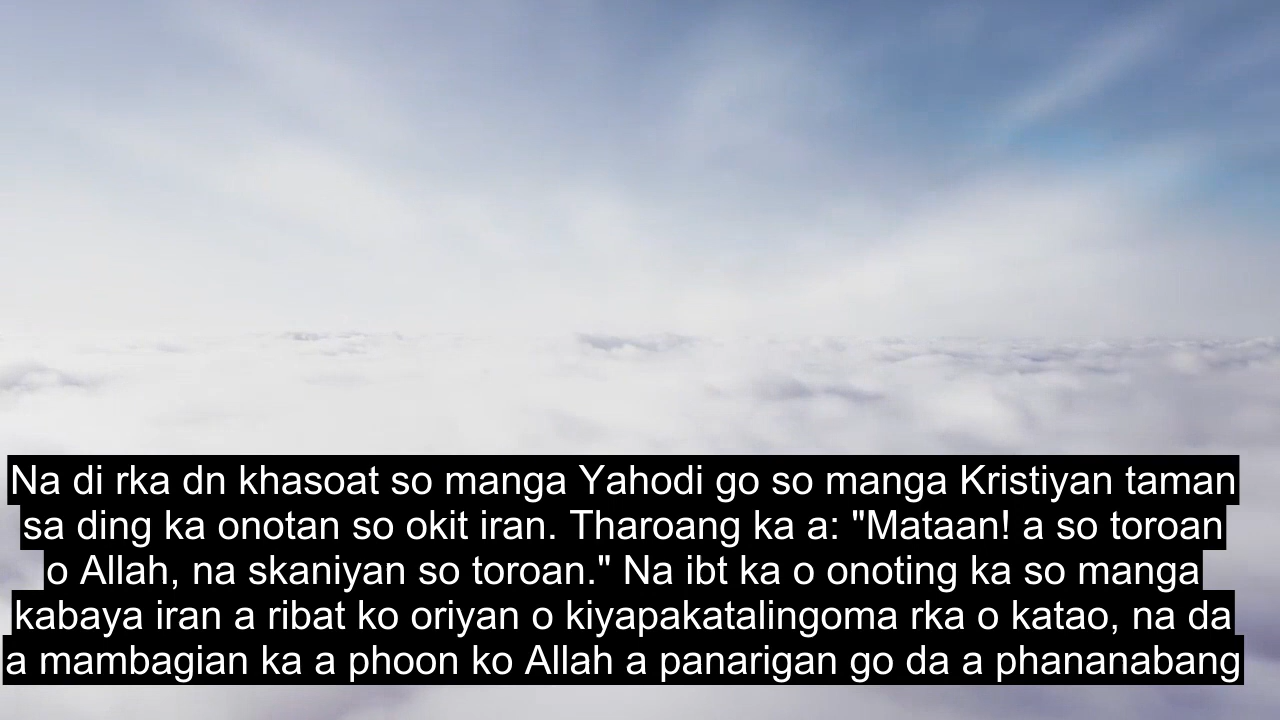 Na di rka dn khasoat so manga Yahodi go so manga Kristiyan taman
sa ding ka onotan so okit iran. Tharoang ka a: "Mataan! a so toroan
o Allah, na skaniyan so toroan." Na ibt ka o onoting ka so manga
kabaya iran a ribat ko oriyan o kiyapakatalingoma rka o katao, na da
a mambagian ka a phoon ko Allah a panarigan go da a phananabang